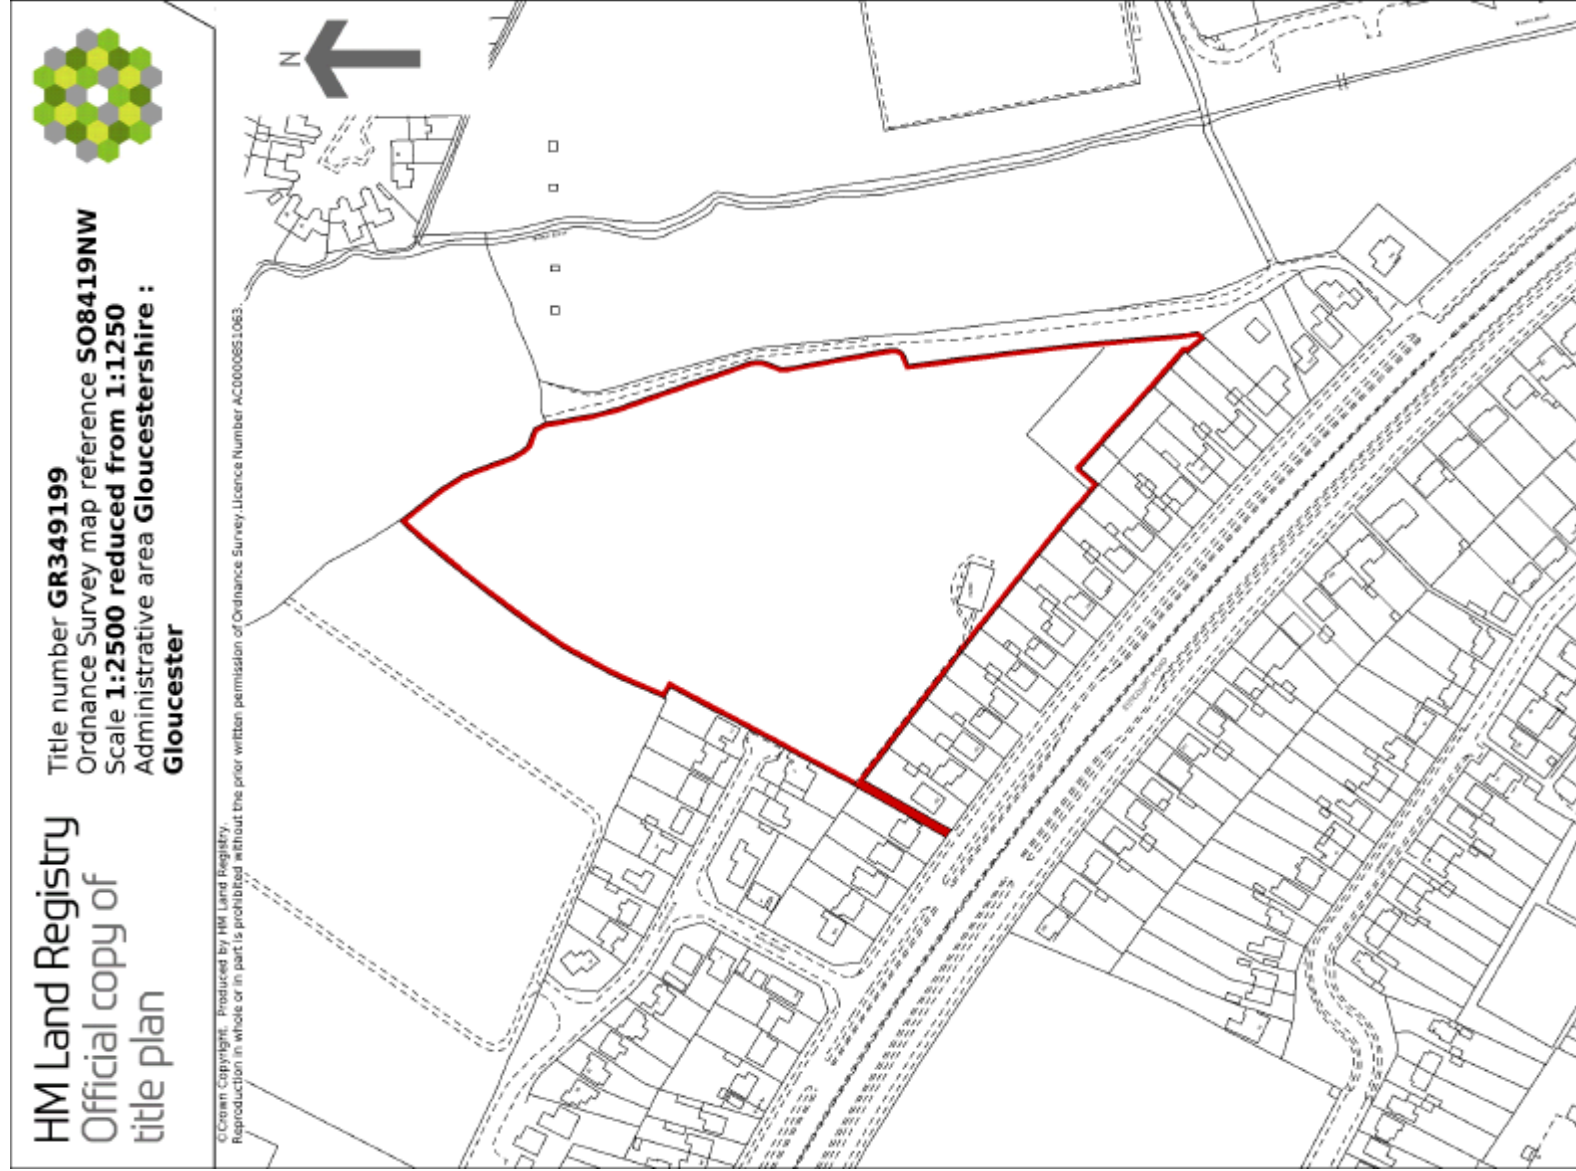 HM Land Registry
Official copy of
title plan
Title number GR349199
Ordnance Survey map reference SO8419NW
Scale 1:2500 reduced from 1:1250
Administrative area Gloucestershire :
Gloucester
©Crown Copyright. Produced by HM Land Registry.
Reproduction in whole or in part is prohibited without the prior written permission of Ordnance Survey.Licence Number AC0000851063.
N
ESTCOURT ROAD